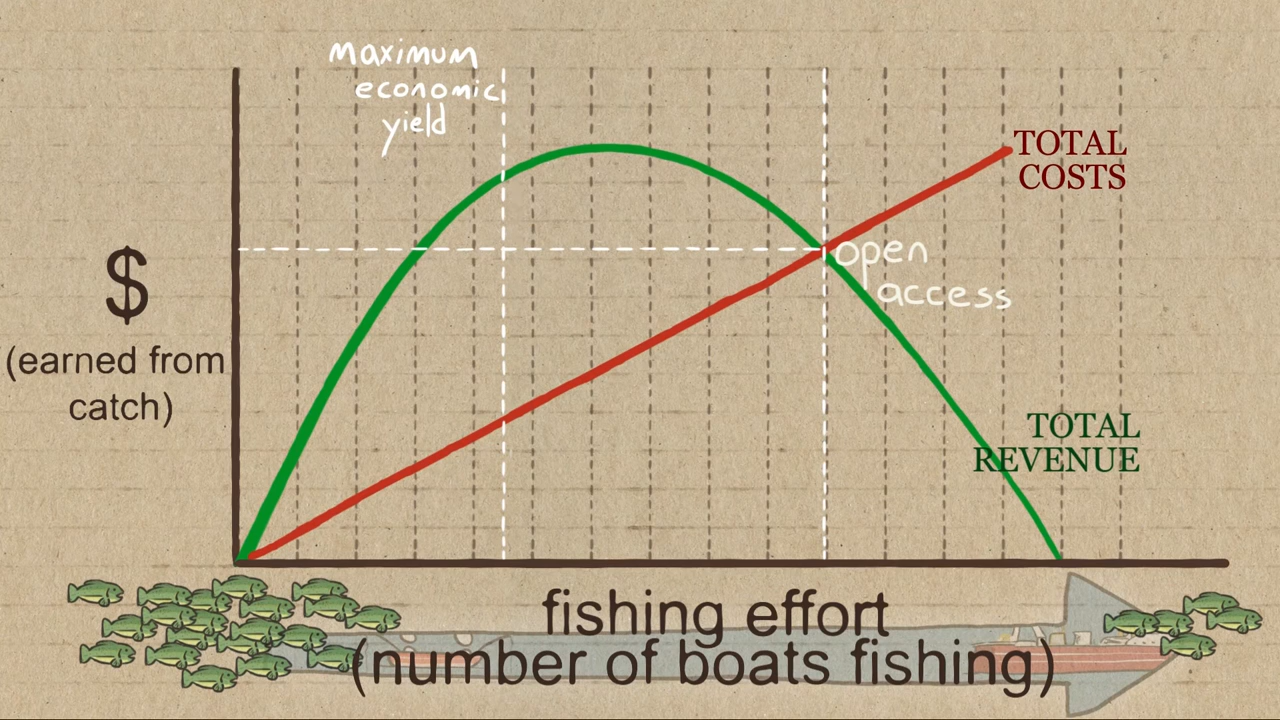 maximum
economic
yield
TOTAL
COSTS
open
access
$
(earned from
catch)
TOTAL
REVENUE
fishing effort
(number of boats fishing)